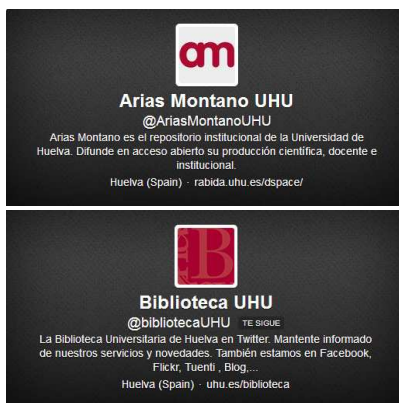 am
Arias Montano UHU
@AriasMontanoUHU
Arias Montano es el repositorio institucional de la Universidad de
Huelva. Difunde en acceso abierto su producción científica, docente e
institucional.
Huelva (Spain) · rabida.uhu.es/dspace/
B
Biblioteca UHU
@bibliotecaUHU TE SIGUE
La Biblioteca Universitaria de Huelva en Twitter. Mantente informado
de nuestros servicios y novedades. También estamos en Facebook,
Flickr, Tuenti , Blog,...
Huelva (Spain) · uhu.es/biblioteca